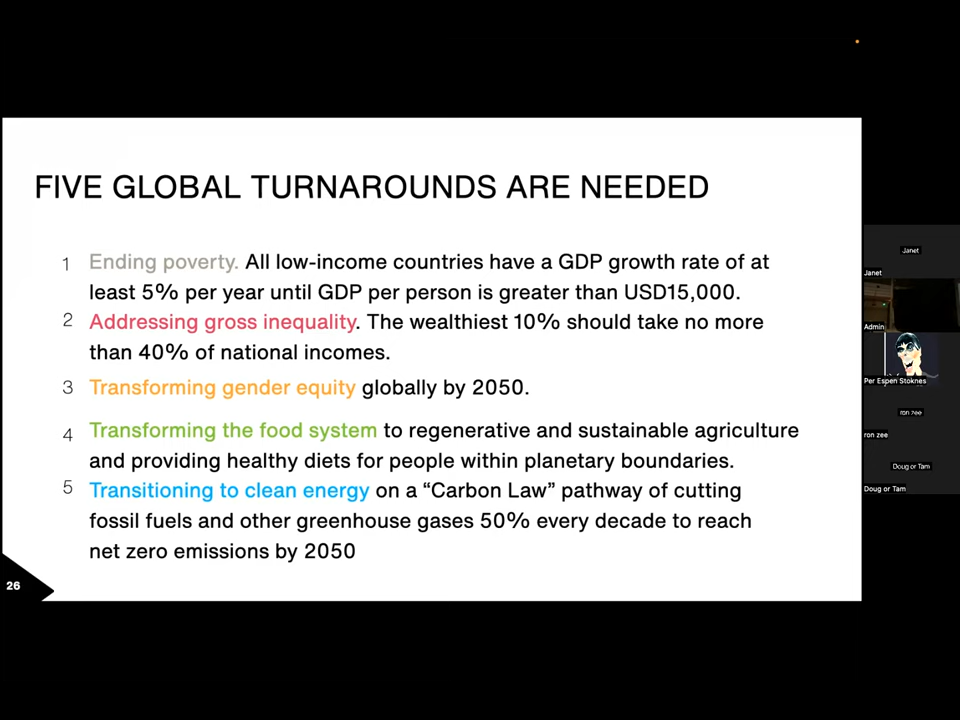 FIVE GLOBAL TURNAROUNDS ARE NEEDED
1 Ending poverty. All low-income countries have a GDP growth rate of at
least 5% per year until GDP per person is greater than USD15,000.
2 Addressing gross inequality. The wealthiest 10% should take no more
than 40% of national incomes.
3 Transforming gender equity globally by 2050.
4 Transforming the food system to regenerative and sustainable agriculture
and providing healthy diets for people within planetary boundaries.
5 Transitioning to clean energy on a “Carbon Law” pathway of cutting
fossil fuels and other greenhouse gases 50% every decade to reach
net zero emissions by 2050
26
Janet
Janet
Admin
Per Espen Stoknes
ron zee
ron zee
Doug or Tam
Doug or Tam